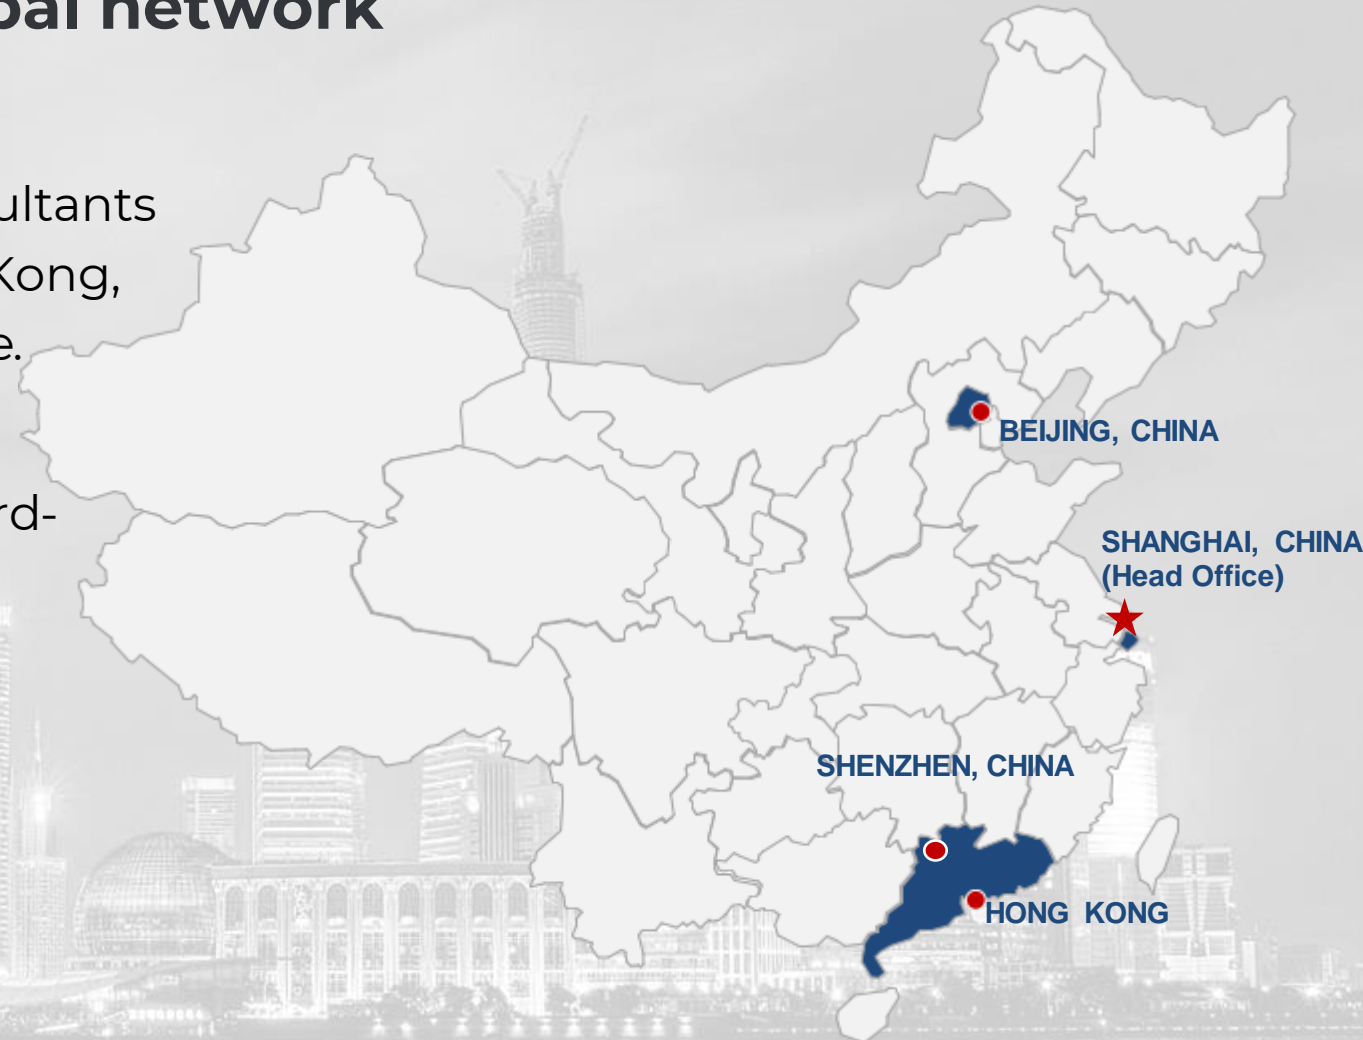 bal network
ultants
Kong,
e.
rd-
BEIJING, CHINA
SHANGHAI, CHINA
(Head Office)
SHENZHEN, CHINA
HONG KONG